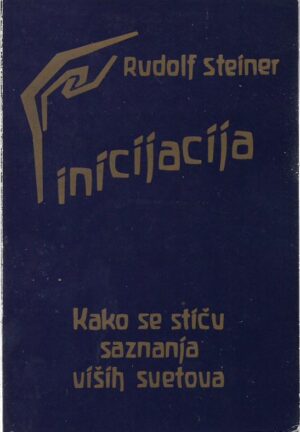 Rudolf Steiner
inicijacija
Kako se stiču
saznanja
viših svetova